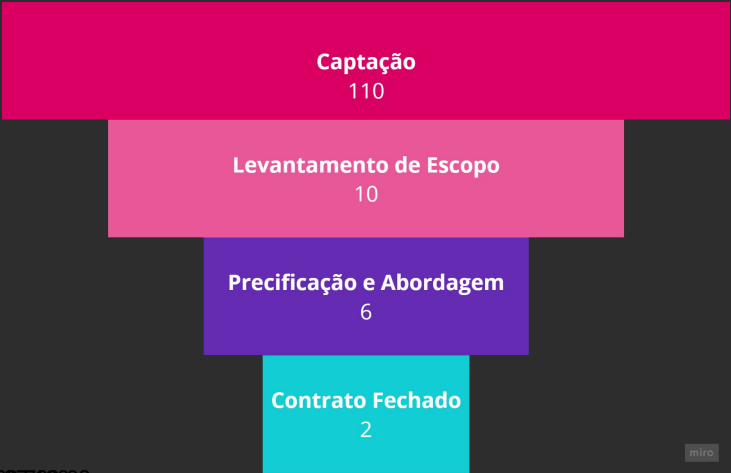 Captação
110
Levantamento de Escopo
10
Precificação e Abordagem
6
Contrato Fechado
2
miro